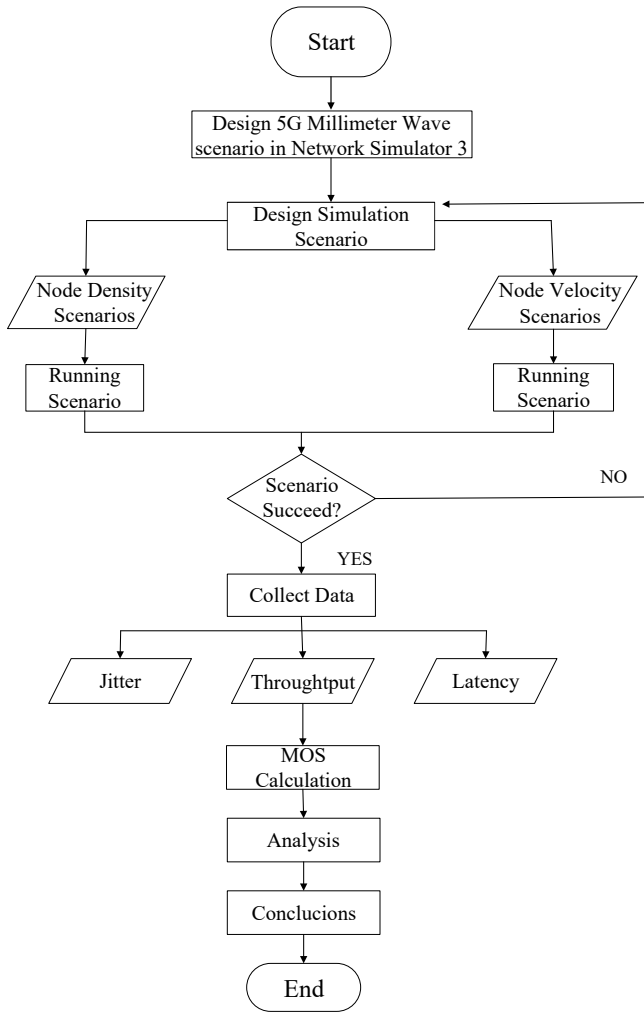 Start
Design 5G Millimeter Wave
scenario in Network Simulator 3
Design Simulation
Scenario
Node Density
Scenarios
Node Velocity
Scenarios
Running
Scenario
Running
Scenario
Scenario
Succeed?
NO
YES
Collect Data
Jitter
Throughtput
Latency
MOS
Calculation
Analysis
Conclucions
End